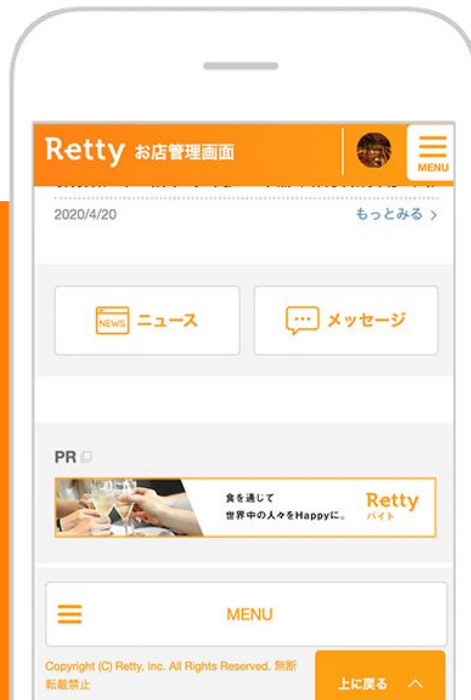 Retty お店管理画面
MENU
2020/4/20
もっとみる >
NEWS ニュース
メッセージ
PR
食を通じて
世界中の人々をHappyに。
Retty
バイト
MENU
Copyright (C) Retty, Inc. All Rights Reserved. 無断
転載禁止
上に戻る